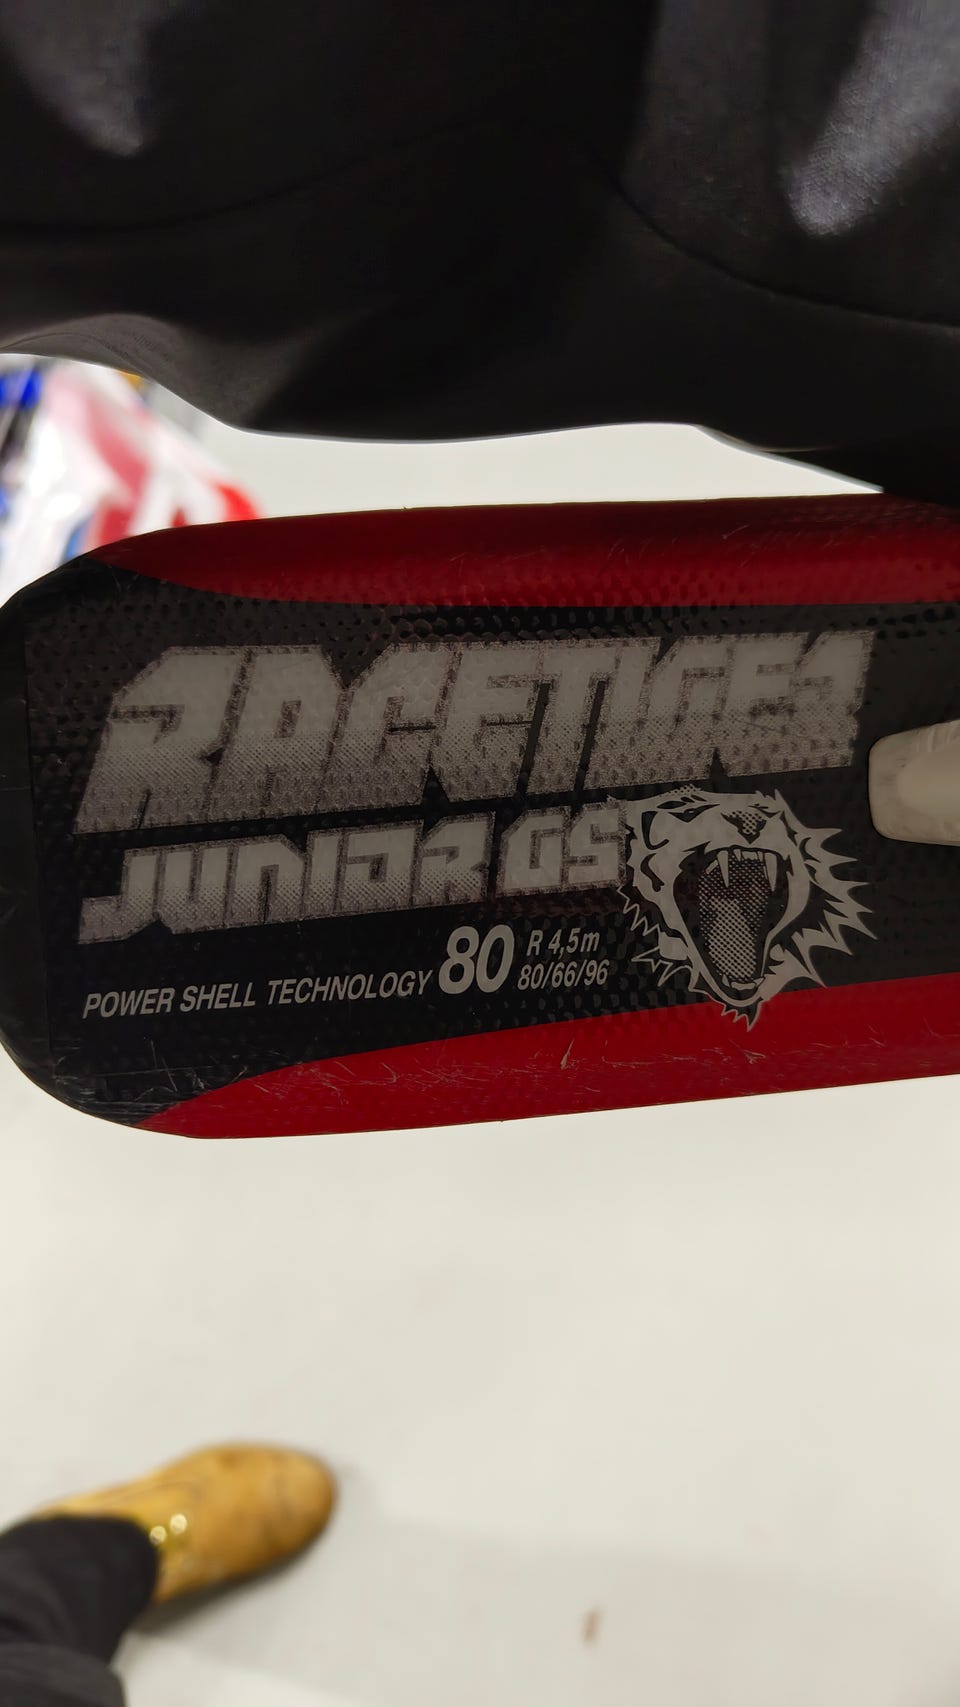 RACETIGER
JUNIOR GS
POWER SHELL TECHNOLOGY 80 R 4,5m
80/66/96